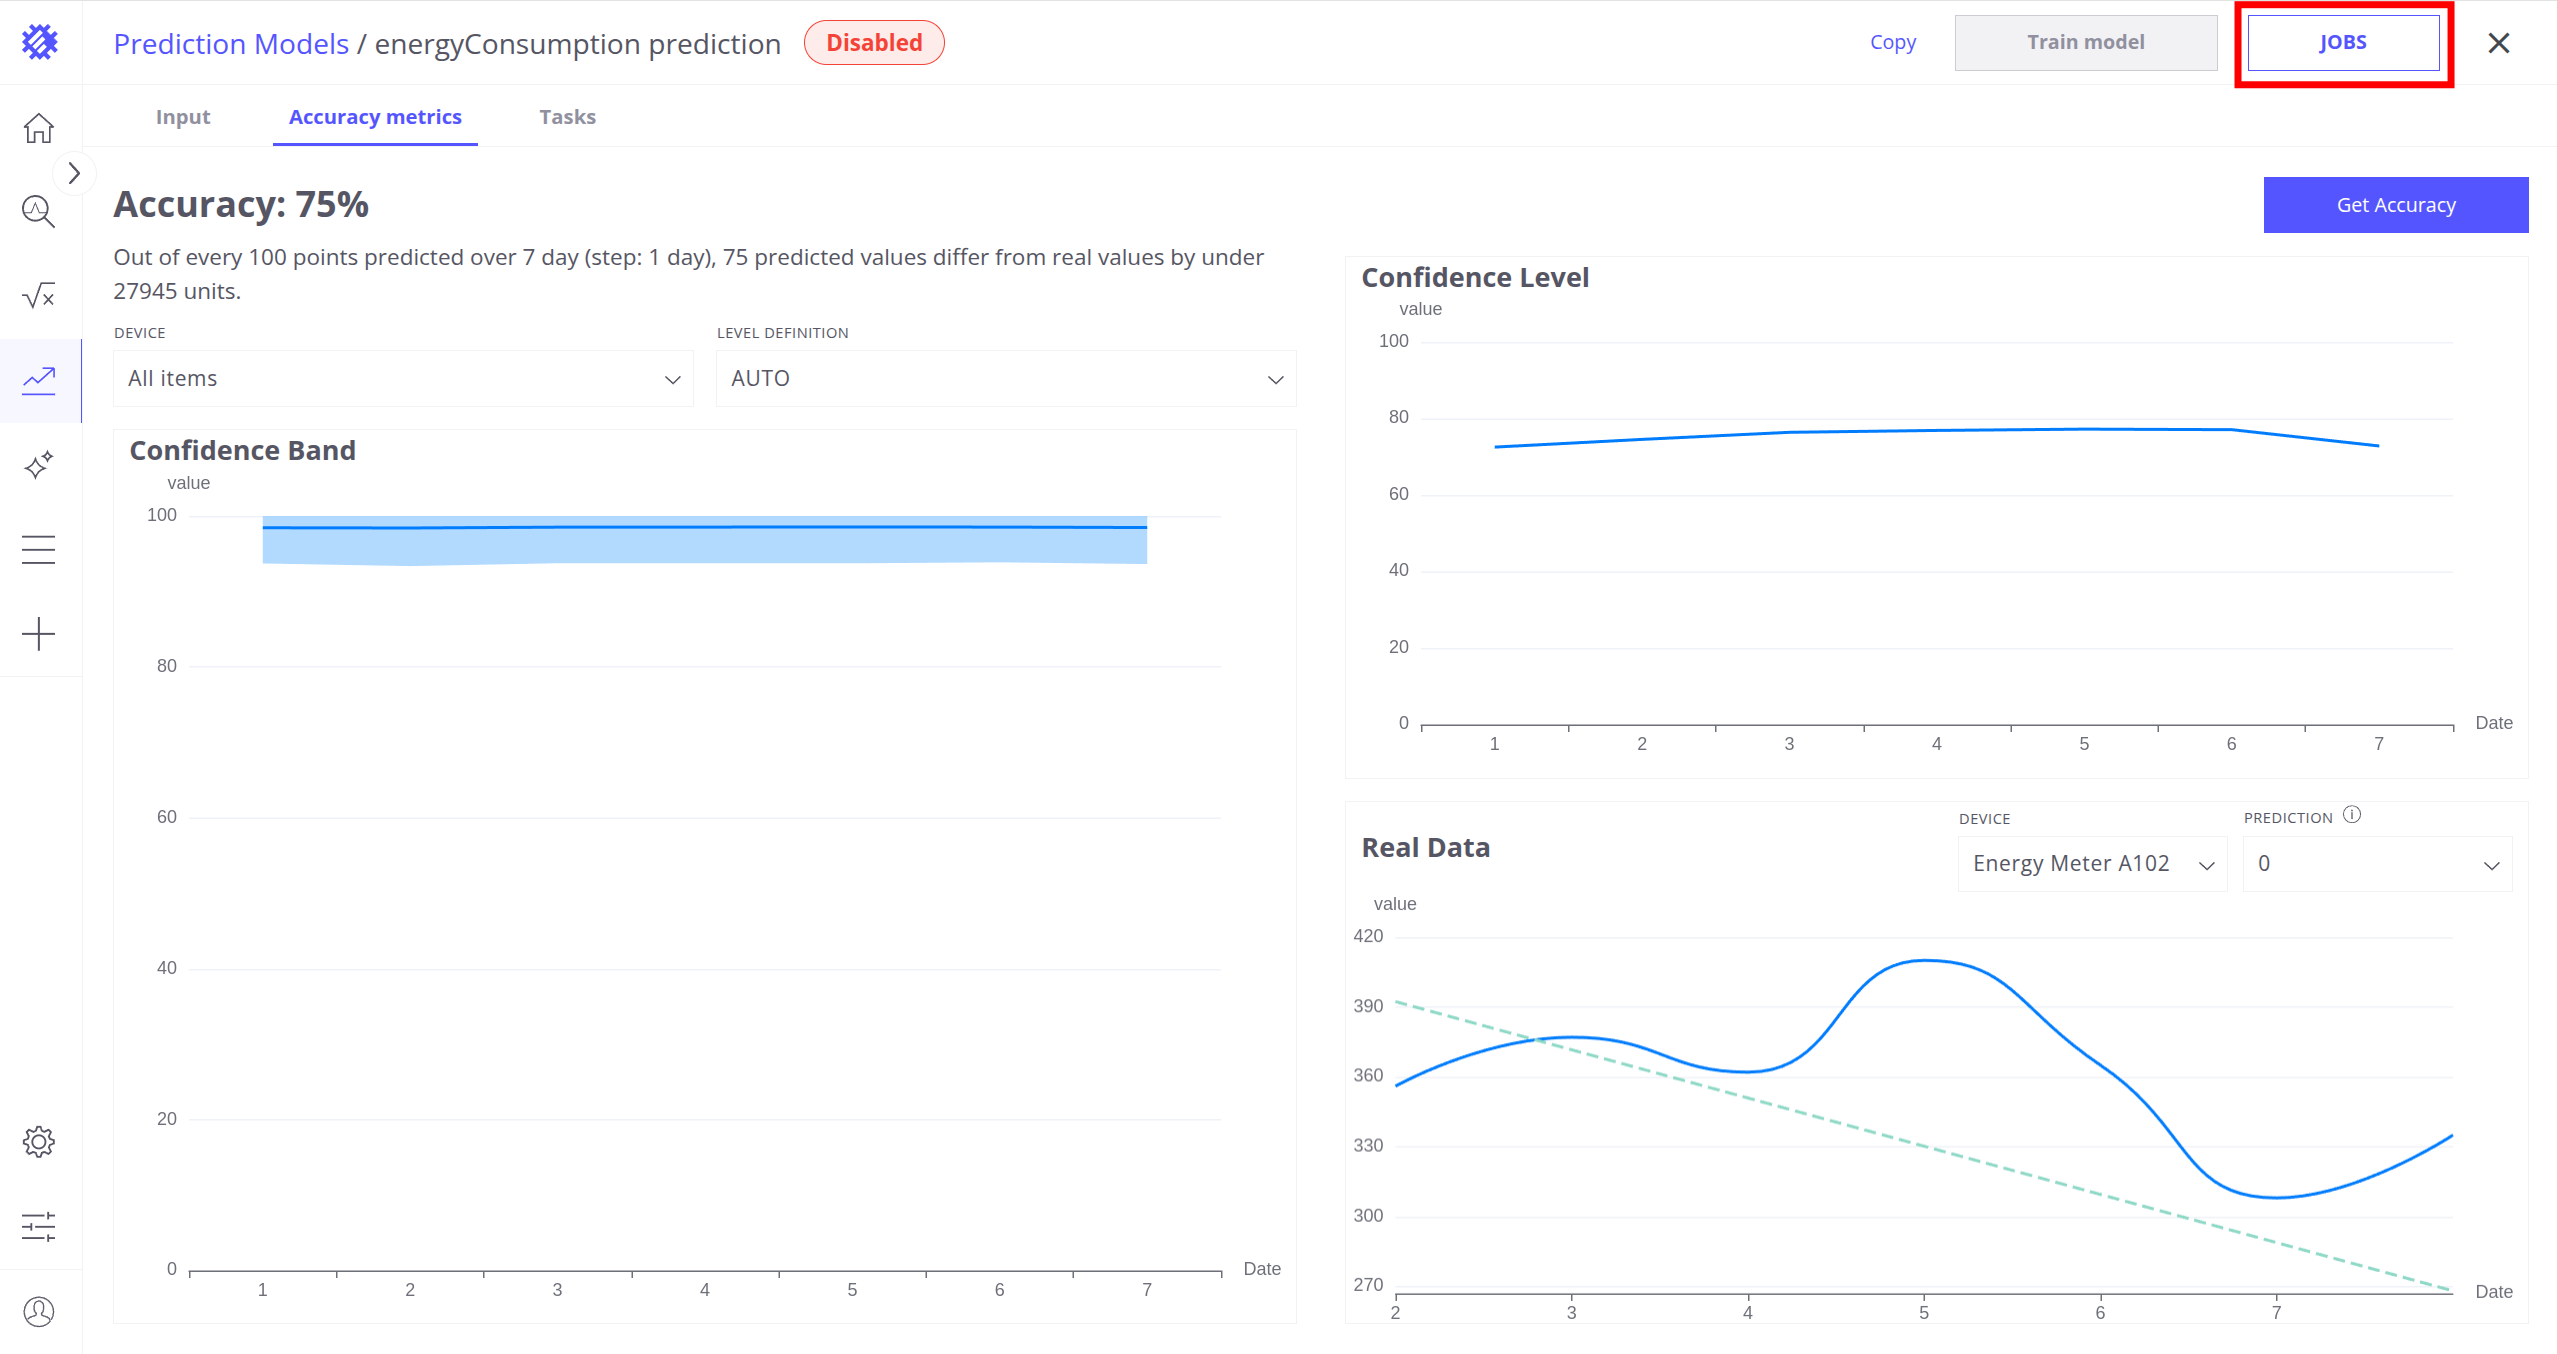 Prediction Models / energyConsumption prediction
Disabled
Copy
Train model
JOBS
Input
Accuracy metrics
Tasks
Accuracy: 75%
Get Accuracy
Out of every 100 points predicted over 7 day (step: 1 day), 75 predicted values differ from real values by under
27945 units.
DEVICE
LEVEL DEFINITION
All items
AUTO
Confidence Band
value
100
80
60
40
20
0
1 2 3 4 5 6 7
Date
Confidence Level
value
100
80
60
40
20
0
1 2 3 4 5 6 7
Date
Real Data
DEVICE
PREDICTION
Energy Meter A102
0
value
420
390
360
330
300
270
2 3 4 5 6 7
Date